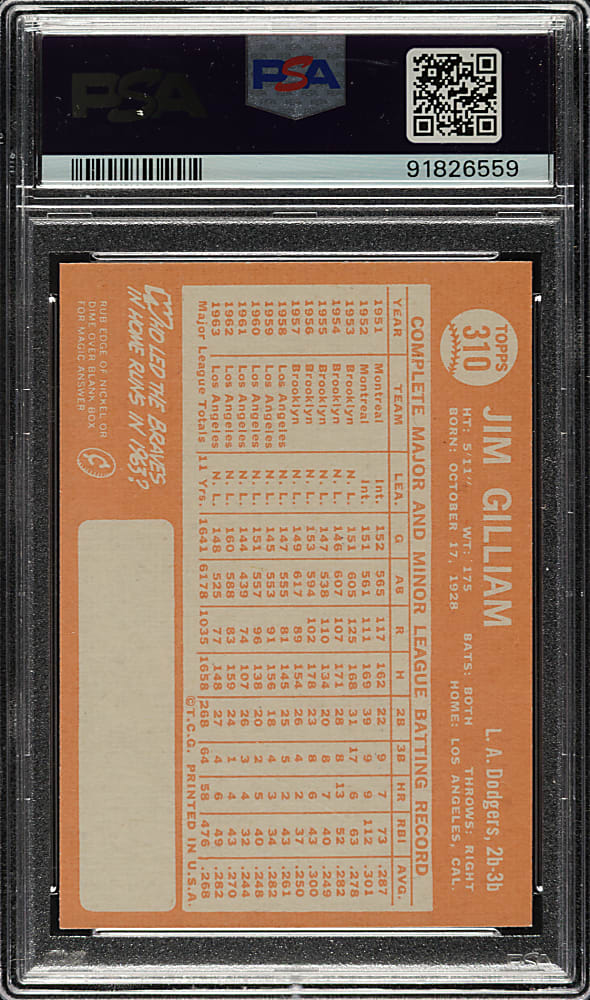 PSA
PSA
91826559
TOPPS
310
JIM GILLIAM
L. A. Dodgers, 2b-3b
HT: 5'11" WT: 175 BATS: BOTH THROWS: RIGHT
BORN: OCTOBER 17, 1928 HOME: LOS ANGELES, CAL.
COMPLETE MAJOR AND MINOR LEAGUE BATTING RECORD
YEAR TEAM LEA. G AB R H 2B 3B HR RBI AVG.
1951 Montreal Int. 152 565 117 162 22 9 7 73 .287
1952 Montreal Int. 151 561 111 169 39 9 9 112 .301
1953 Brooklyn N. L. 151 605 125 168 31 17 6 63 .278
1954 Brooklyn N. L. 146 607 107 171 28 8 13 52 .282
1955 Brooklyn N. L. 147 538 110 134 20 8 7 40 .249
1956 Brooklyn N. L. 153 594 102 178 23 8 6 43 .300
1957 Brooklyn N. L. 149 617 89 154 26 4 2 37 .250
1958 Los Angeles N. L. 147 555 81 145 25 5 2 43 .261
1959 Los Angeles N. L. 145 553 91 156 18 4 3 34 .282
1960 Los Angeles N. L. 151 557 96 138 20 2 5 40 .248
1961 Los Angeles N. L. 144 439 74 107 26 3 4 32 .244
1962 Los Angeles N. L. 160 588 83 159 24 1 4 43 .270
1963 Los Angeles N. L. 148 525 77 148 27 4 6 49 .282
Major League Totals 11 Yrs. 1641 6178 1035 1658 268 64 58 476 .268
©T.C.G. PRINTED IN U.S.A.
WHO LED THE BRAVES
IN HOME RUNS IN 1963?
RUB EDGE OF NICKEL OR
DIME OVER BLANK BOX
FOR MAGIC ANSWER
PSA